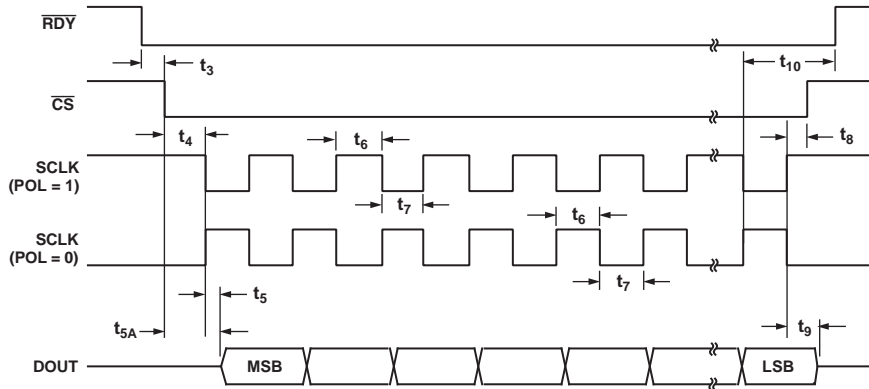 RDY
t3
t10
CS
t4
t6
t8
SCLK
(POL = 1)
t7
t6
SCLK
(POL = 0)
t7
t5
t5A
t9
DOUT
MSB
LSB